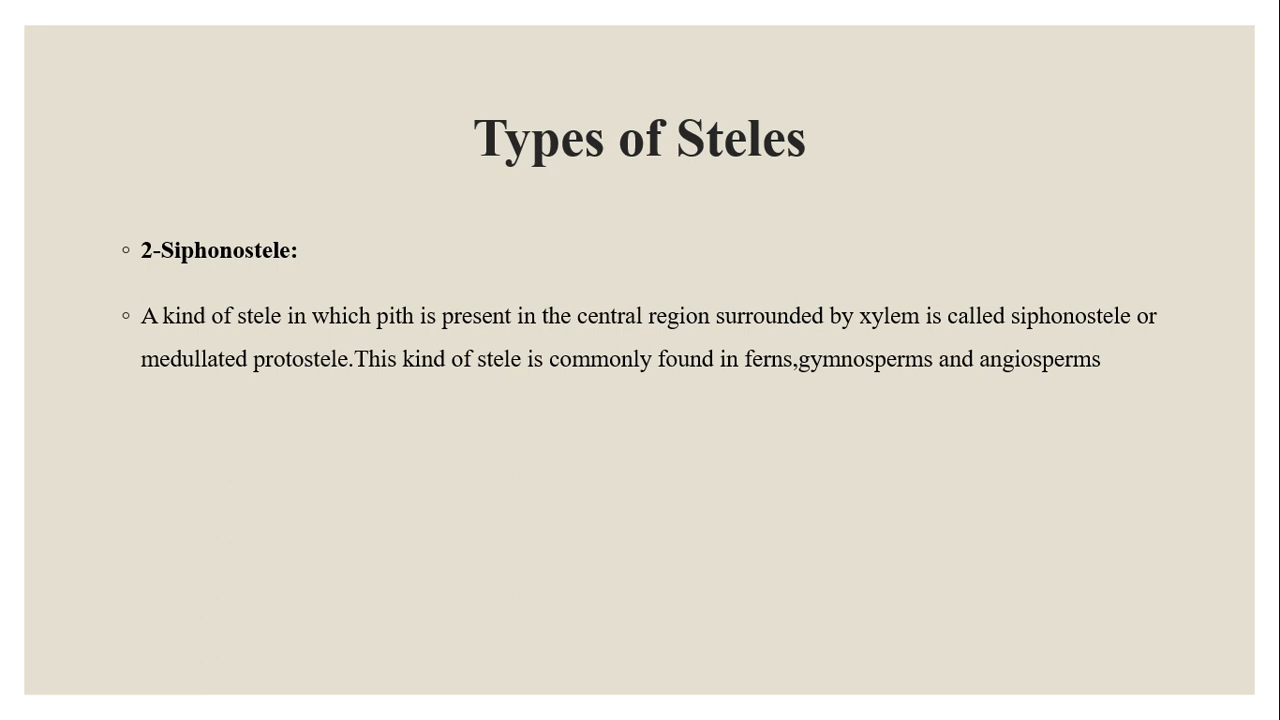 Types of Steles
◦ 2-Siphonostele:
◦ A kind of stele in which pith is present in the central region surrounded by xylem is called siphonostele or
medullated protostele.This kind of stele is commonly found in ferns,gymnosperms and angiosperms